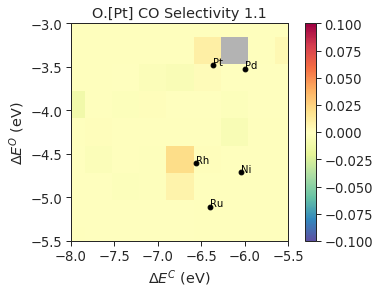 O.[Pt] CO Selectivity 1.1
−3.0
−3.5
−4.0
−4.5
−5.0
−5.5
ΔE^O (eV)
Pt
Pd
Rh
Ni
Ru
−8.0 −7.5 −7.0 −6.5 −6.0 −5.5
ΔE^C (eV)
0.100
0.075
0.050
0.025
0.000
−0.025
−0.050
−0.075
−0.100